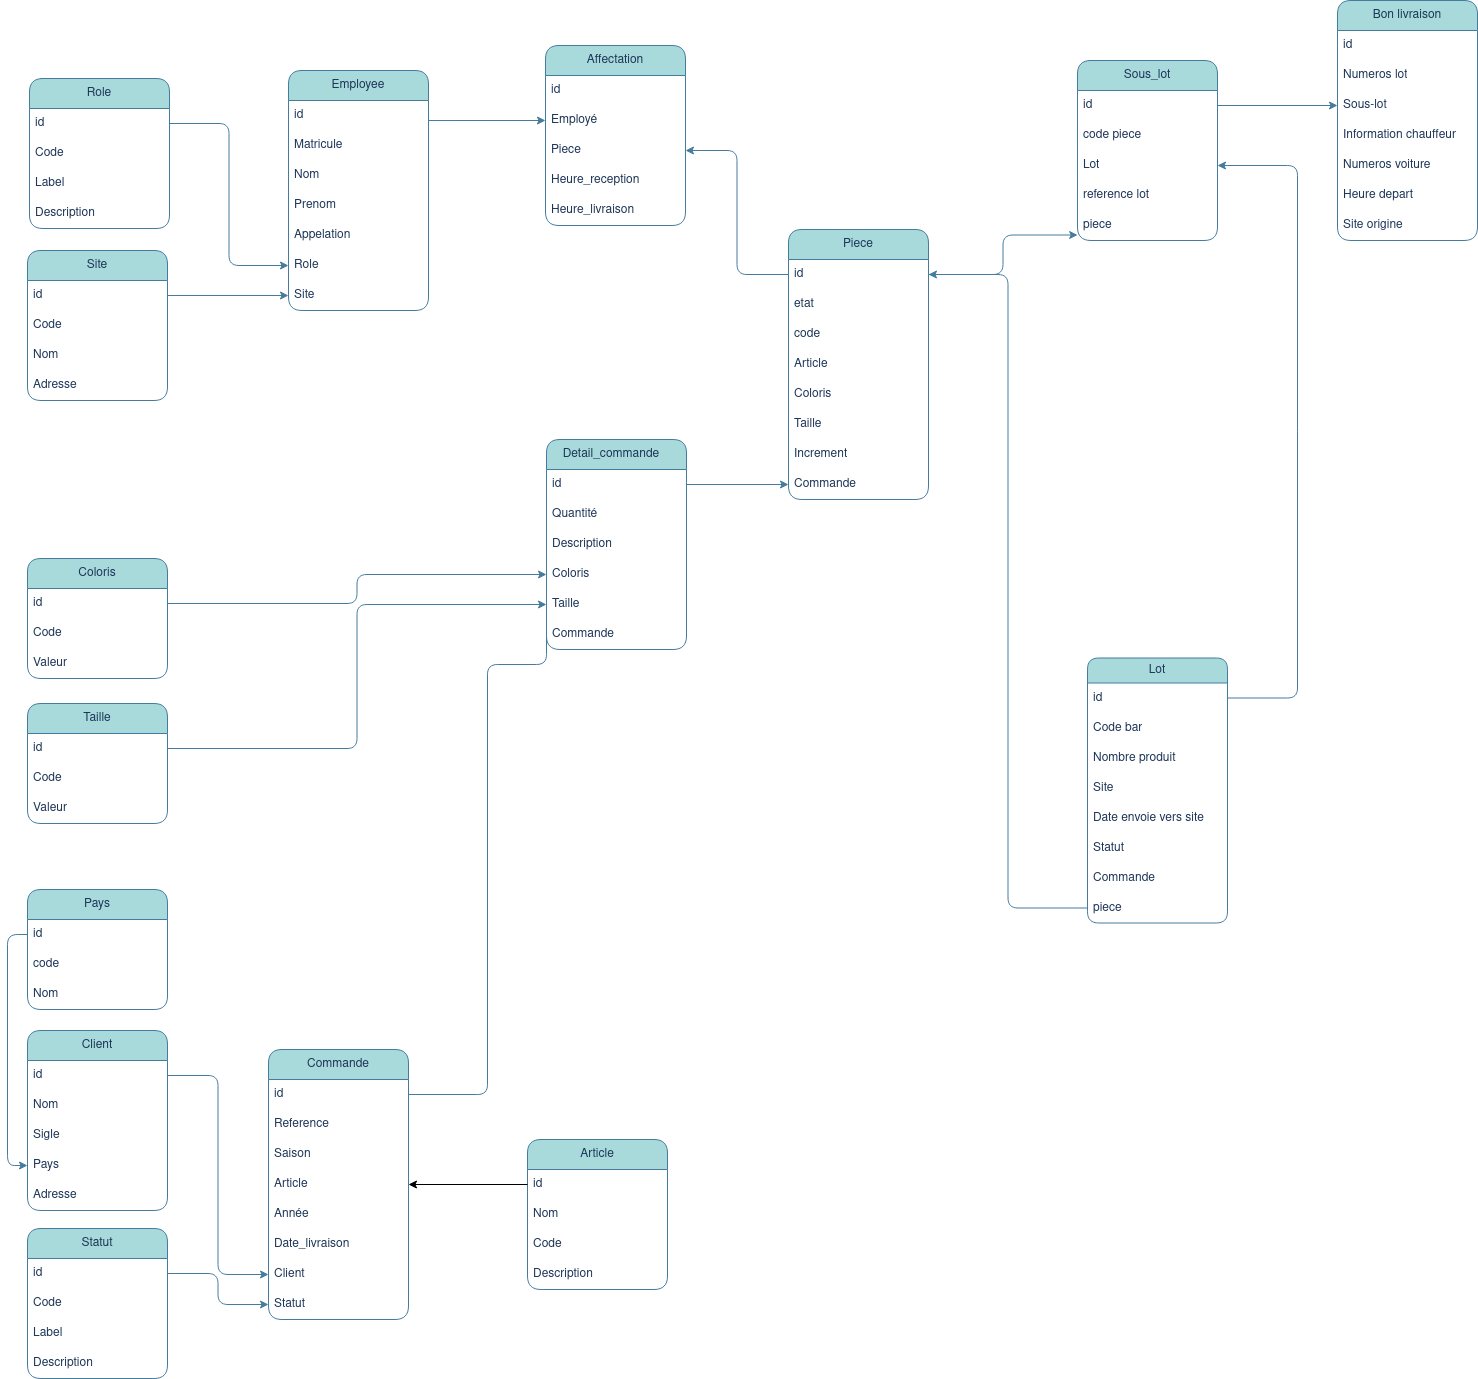 Role
id
Code
Label
Description
Site
id
Code
Nom
Adresse
Employee
id
Matricule
Nom
Prenom
Appelation
Role
Site
Affectation
id
Employé
Piece
Heure_reception
Heure_livraison
Piece
id
etat
code
Article
Coloris
Taille
Increment
Commande
Sous_lot
id
code piece
Lot
reference lot
piece
Bon livraison
id
Numeros lot
Sous-lot
Information chauffeur
Numeros voiture
Heure depart
Site origine
Detail_commande
id
Quantité
Description
Coloris
Taille
Commande
Coloris
id
Code
Valeur
Taille
id
Code
Valeur
Lot
id
Code bar
Nombre produit
Site
Date envoie vers site
Statut
Commande
piece
Pays
id
code
Nom
Client
id
Nom
Sigle
Pays
Adresse
Statut
id
Code
Label
Description
Commande
id
Reference
Saison
Article
Année
Date_livraison
Client
Statut
Article
id
Nom
Code
Description